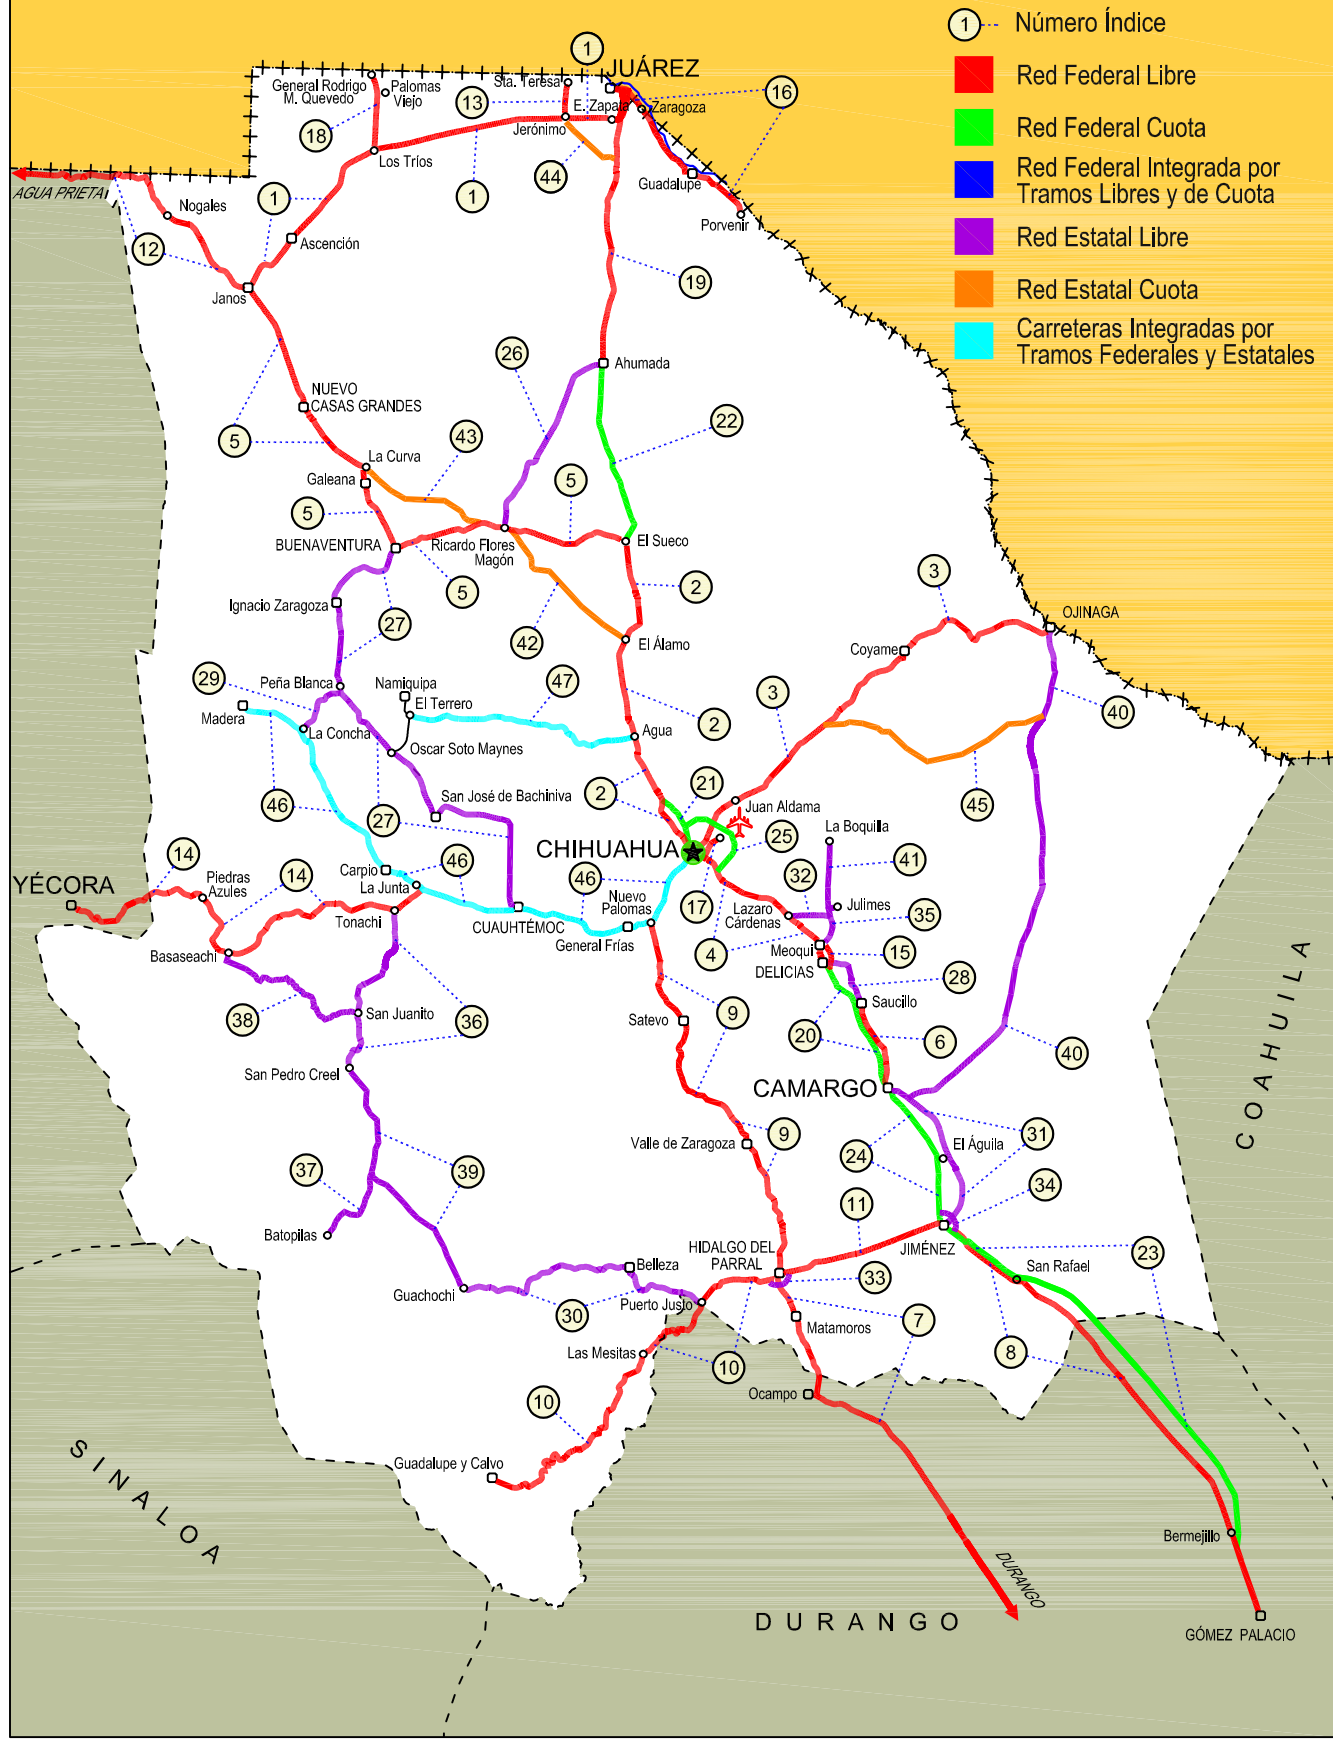 1
Número Índice
Red Federal Libre
Red Federal Cuota
Red Federal Integrada por
Tramos Libres y de Cuota
Red Estatal Libre
Red Estatal Cuota
Carreteras Integradas por
Tramos Federales y Estatales
1
JUÁREZ
General Rodrigo
M. Quevedo
Palomas
Viejo
Sta. Teresa
13
E. Zapata
Zaragoza
16
18
Jerónimo
Los Tríos
44
1
1
Guadalupe
AGUA PRIETA
Nogales
Porvenir
12
Ascención
19
Janos
26
Ahumada
NUEVO
CASAS GRANDES
5
43
22
La Curva
Galeana
5
5
BUENAVENTURA
Ricardo Flores
Magón
El Sueco
5
2
3
Ignacio Zaragoza
27
42
El Álamo
OJINAGA
Coyame
29
Peña Blanca
Namiquipa
47
3
40
Madera
El Terrero
La Concha
Oscar Soto Maynes
Agua
2
46
27
San José de Bachiniva
2
21
Juan Aldama
45
CHIHUAHUA
25
La Boquilla
14
14
Carpio
46
46
41
YÉCORA
Piedras
Azules
La Junta
Nuevo
Palomas
17
32
Julimes
Tonachi
CUAUHTÉMOC
Lazaro
Cárdenas
35
General Frías
4
Meoqui
15
Basaseachi
DELICIAS
28
38
San Juanito
36
Satevo
9
20
Saucillo
6
40
San Pedro Creel
CAMARGO
Valle de Zaragoza
9
31
El Águila
24
37
39
34
11
Batopilas
JIMÉNEZ
23
HIDALGO DEL
PARRAL
Belleza
San Rafael
33
Guachochi
Puerto Justo
30
Matamoros
7
8
Las Mesitas
10
Ocampo
10
Guadalupe y Calvo
Bermejillo
COAHUILA
SINALOA
DURANGO
DURANGO
GÓMEZ PALACIO